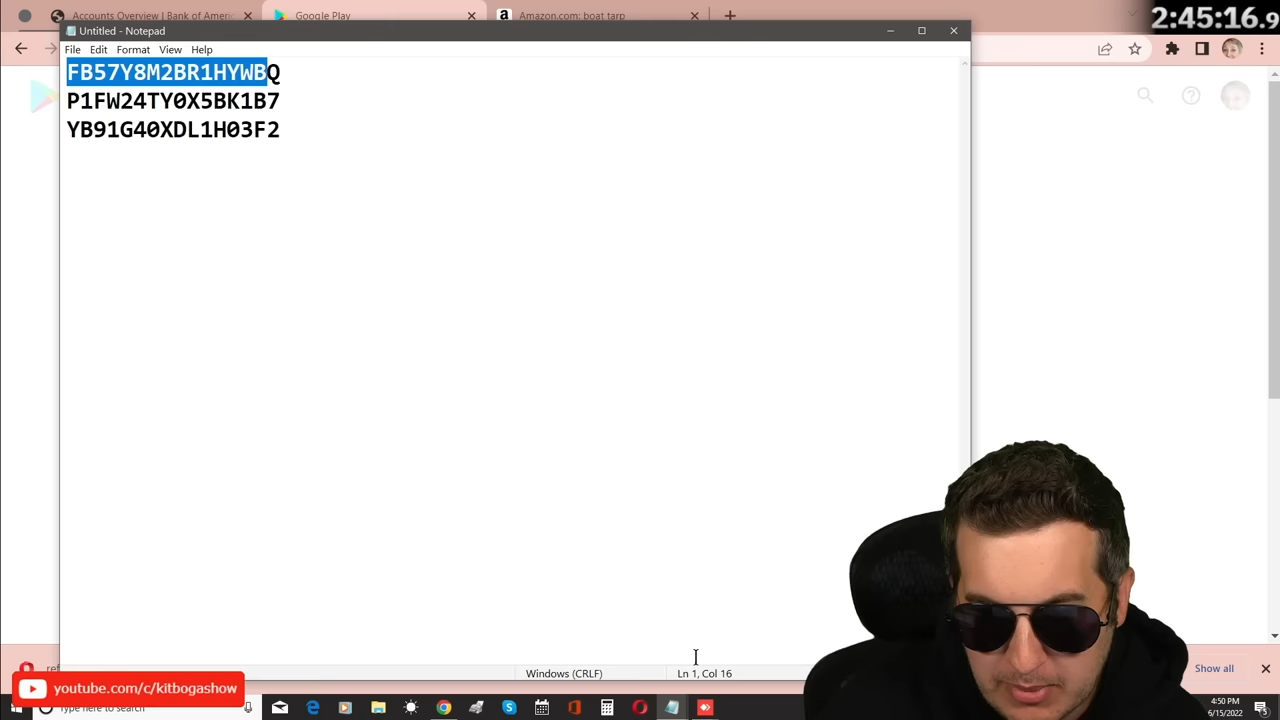 Accounts Overview | Bank of Ameri
Google Play
Amazon.com: boat tarp
2:45:16.9
Untitled - Notepad
File Edit Format View Help
FB57Y8M2BR1HYWBQ
P1FW24TY0X5BK1B7
YB91G40XDL1H03F2
Windows (CRLF)
Ln 1, Col 16
ref
Show all
youtube.com/c/kitbogashow
Type here to search
4:50 PM
6/15/2022